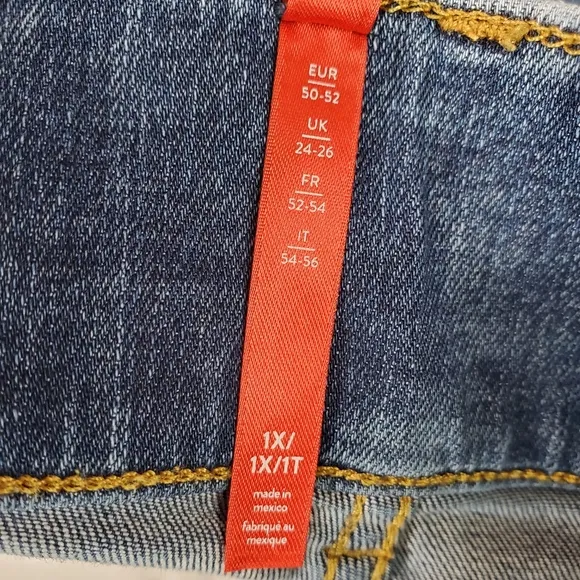 EUR
50-52
UK
24-26
FR
52-54
IT
54-56
1X/
1X/1T
made in
mexico
fabriqué au
mexique